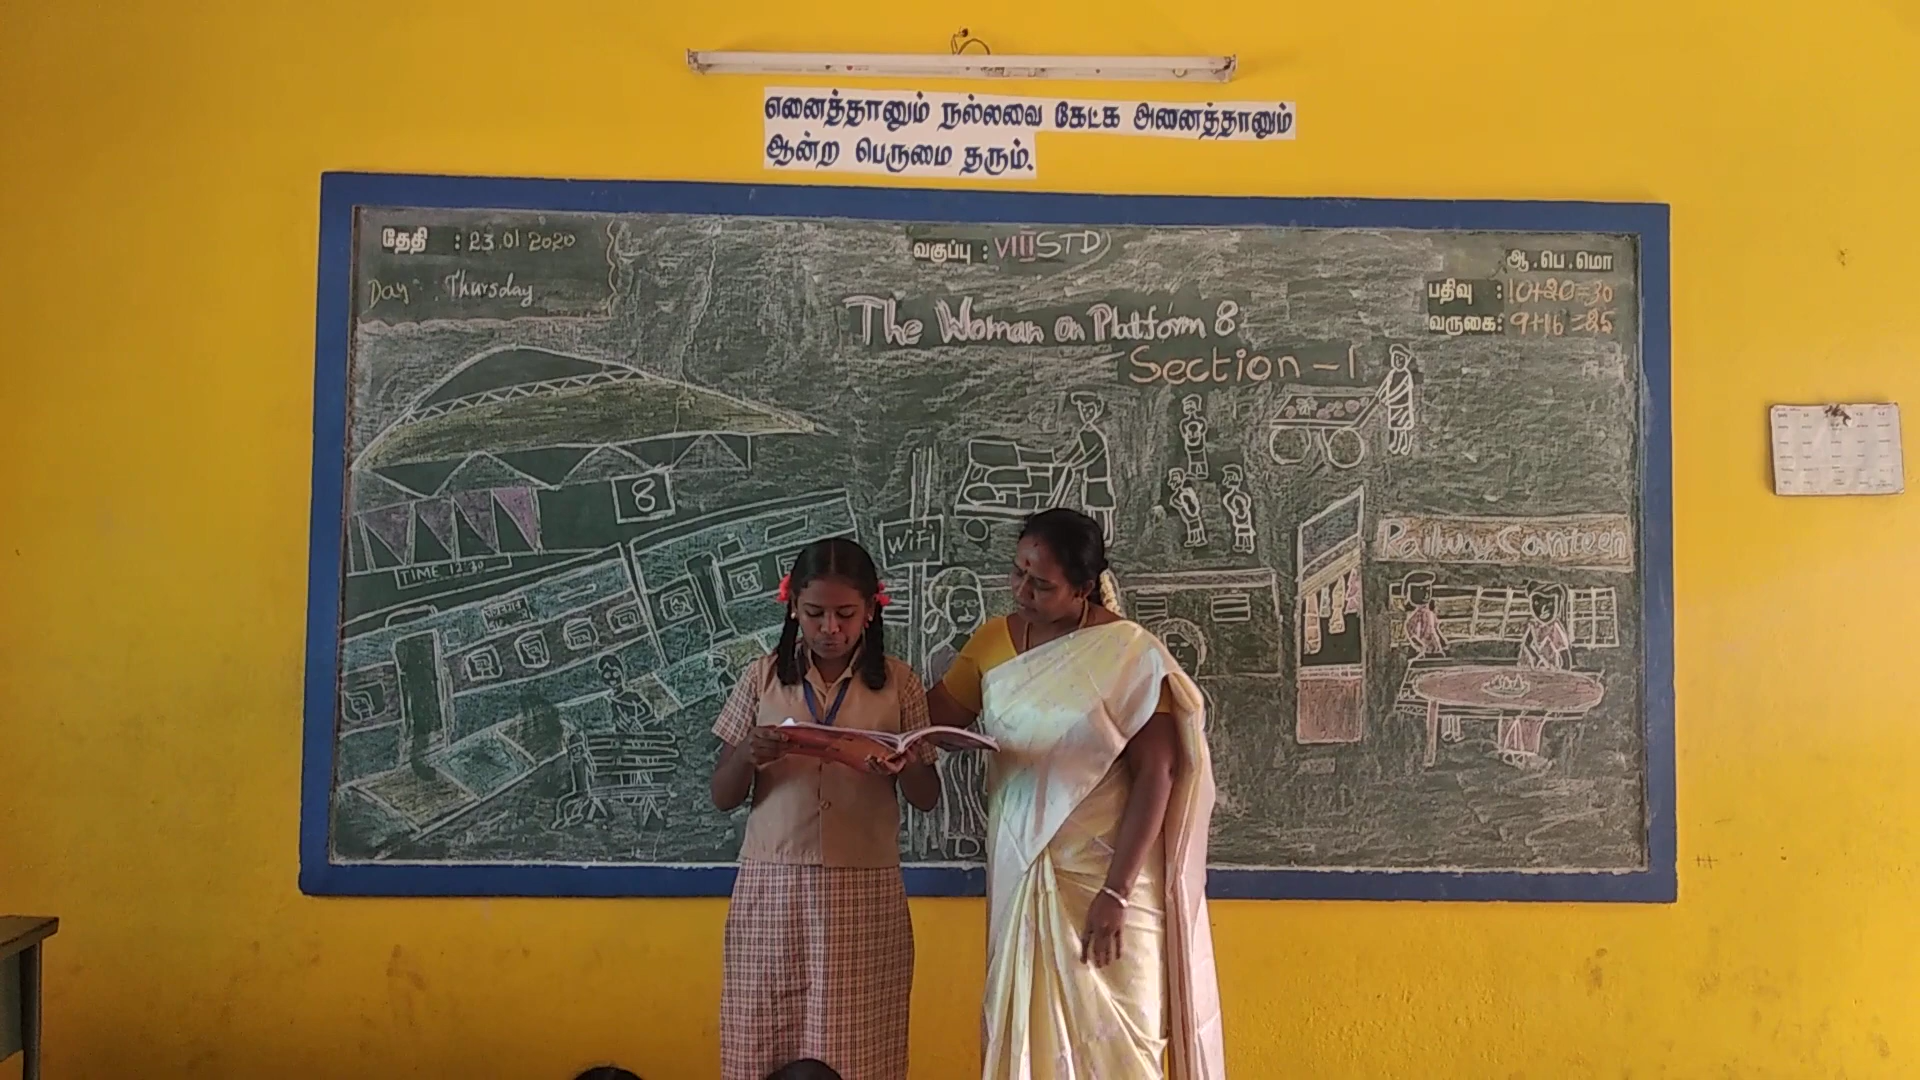 எனைத்தானும் நல்லவை கேட்க அனைத்தானும்
ஆன்ற பெருமை தரும்.
தேதி : 23.01 2020
வகுப்பு : VIII STD
ஆ.பெ.மொ
Day : Thursday
பதிவு : 10+20=30
வருகை: 9+16=25
The Woman on Platform 8
Section - 1
8
WiFi
Railway Canteen
TIME 12:30